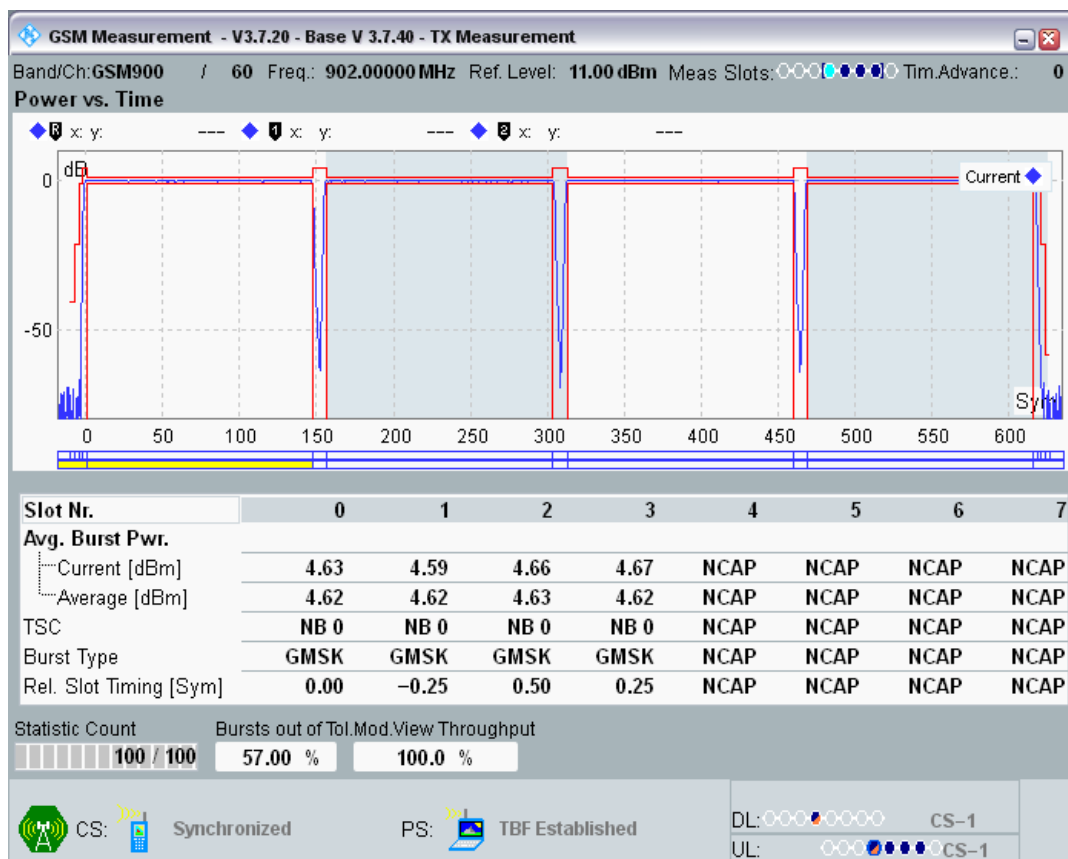 GSM Measurement - V3.7.20 - Base V 3.7.40 - TX Measurement
Band/Ch:GSM900 / 60 Freq.: 902.00000 MHz Ref. Level: 11.00 dBm Meas Slots: Tim.Advance.: 0
Power vs. Time
R x: y: --- 1 x: y: --- 2 x: y: ---
dB
Current
0
-50
Sym
0 50 100 150 200 250 300 350 400 450 500 550 600
Slot Nr. 0 1 2 3 4 5 6 7
Avg. Burst Pwr.
Current [dBm] 4.63 4.59 4.66 4.67 NCAP NCAP NCAP NCAP
Average [dBm] 4.62 4.62 4.63 4.62 NCAP NCAP NCAP NCAP
TSC NB 0 NB 0 NB 0 NB 0 NCAP NCAP NCAP NCAP
Burst Type GMSK GMSK GMSK GMSK NCAP NCAP NCAP NCAP
Rel. Slot Timing [Sym] 0.00 −0.25 0.50 0.25 NCAP NCAP NCAP NCAP
Statistic Count Bursts out of Tol. Mod.View Throughput
100 / 100 57.00 % 100.0 %
CS: Synchronized PS: TBF Established DL: CS−1
UL: CS−1